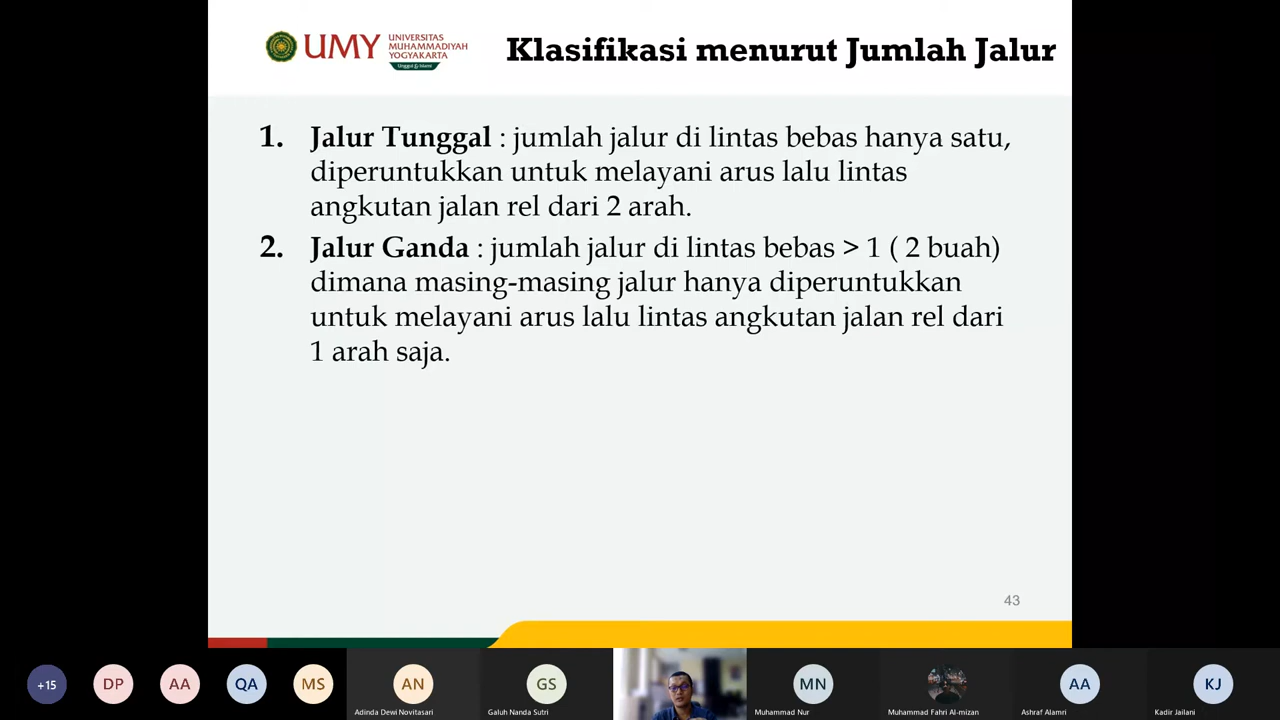 UMY
UNIVERSITAS
MUHAMMADIYAH
YOGYAKARTA
Unggul & Islami
Klasifikasi menurut Jumlah Jalur
1. Jalur Tunggal : jumlah jalur di lintas bebas hanya satu,
diperuntukkan untuk melayani arus lalu lintas
angkutan jalan rel dari 2 arah.
2. Jalur Ganda : jumlah jalur di lintas bebas > 1 ( 2 buah)
dimana masing-masing jalur hanya diperuntukkan
untuk melayani arus lalu lintas angkutan jalan rel dari
1 arah saja.
43
+15
DP
AA
QA
MS
AN
GS
MN
AA
KJ
Adinda Dewi Novitasari
Galuh Nanda Sutri
Muhammad Nur
Muhammad Fahri Al-mizan
Ashraf Alamri
Kadir Jailani